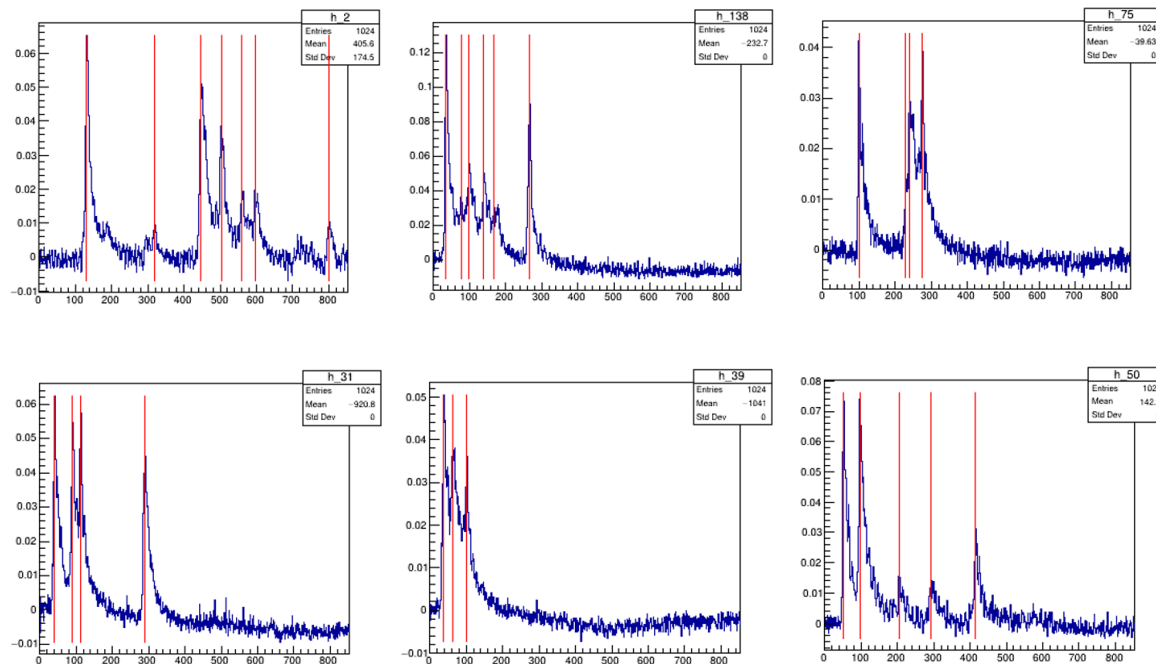 h_2
Entries 1024
Mean 405.6
Std Dev 174.5
0.06
0.05
0.04
0.03
0.02
0.01
0
−0.01
0 100 200 300 400 500 600 700 800
h_138
Entries 1024
Mean −232.7
Std Dev 0
0.12
0.1
0.08
0.06
0.04
0.02
0
0 100 200 300 400 500 600 700 800
h_75
Entries 1024
Mean −39.63
Std Dev 0
0.04
0.03
0.02
0.01
0
0 100 200 300 400 500 600 700 800
h_31
Entries 1024
Mean −920.8
Std Dev 0
0.06
0.05
0.04
0.03
0.02
0.01
0
−0.01
0 100 200 300 400 500 600 700 800
h_39
Entries 1024
Mean −1041
Std Dev 0
0.05
0.04
0.03
0.02
0.01
0
−0.01
0 100 200 300 400 500 600 700 800
h_50
Entries 102
Mean 142.
Std Dev
0.08
0.07
0.06
0.05
0.04
0.03
0.02
0.01
0
0 100 200 300 400 500 600 700 800